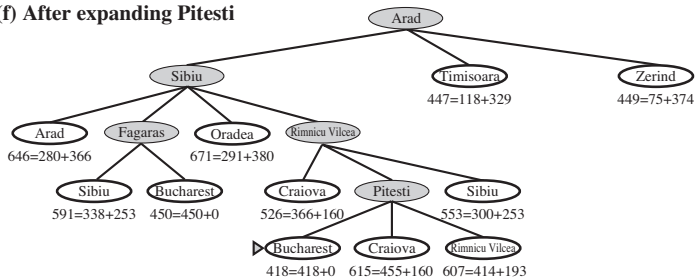 (f) After expanding Pitesti
Arad
Sibiu Timisoara Zerind
447=118+329 449=75+374
Arad Fagaras Oradea Rimnicu Vilcea
646=280+366 671=291+380
Sibiu Bucharest Craiova Pitesti Sibiu
591=338+253 450=450+0 526=366+160 553=300+253
Bucharest Craiova Rimnicu Vilcea
418=418+0 615=455+160 607=414+193